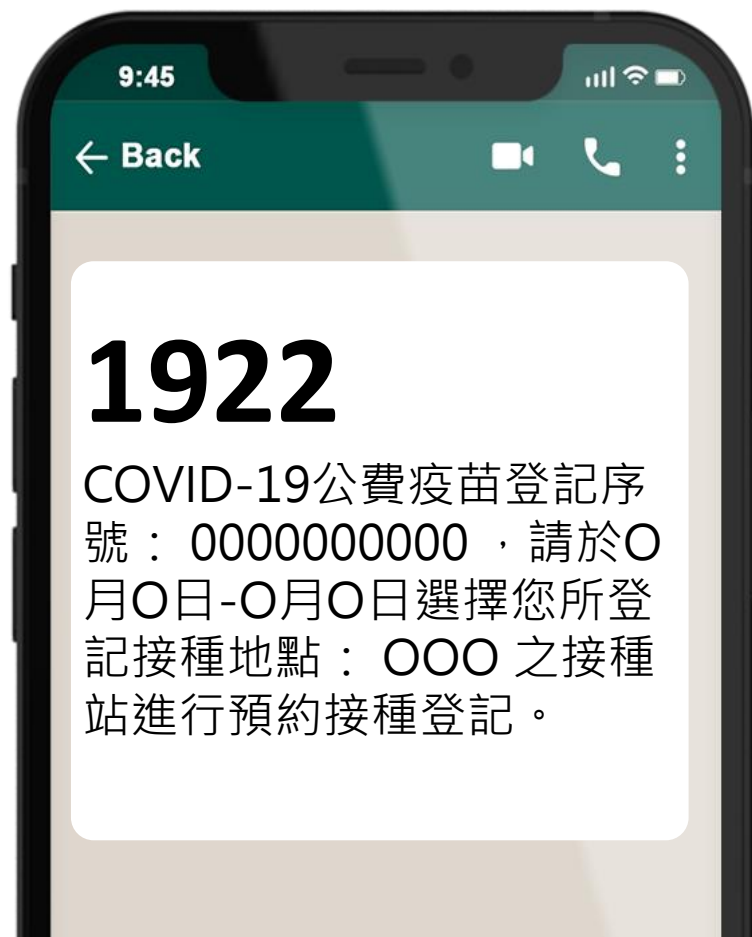 9:45
← Back
1922
COVID-19公費疫苗登記序
號： 0000000000 ，請於O
月O日-O月O日選擇您所登
記接種地點： OOO 之接種
站進行預約接種登記。